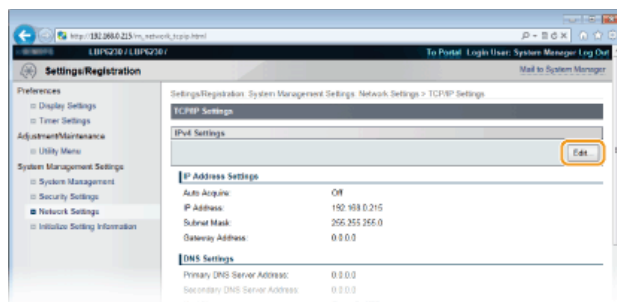 http://192.168.0.215/m_network_tcpip.html
LBP6230 / LBP6230 /
To Portal Login User: System Manager Log Out
Settings/Registration
Mail to System Manager
Preferences
Display Settings
Timer Settings
Adjustment/Maintenance
Utility Menu
System Management Settings
System Management
Security Settings
Network Settings
Initialize Setting Information
Settings/Registration: System Management Settings: Network Settings > TCP/IP Settings
TCP/IP Settings
IPv4 Settings
Edit...
IP Address Settings
Auto Acquire: Off
IP Address: 192.168.0.215
Subnet Mask: 255.255.255.0
Gateway Address: 0.0.0.0
DNS Settings
Primary DNS Server Address: 0.0.0.0
Secondary DNS Server Address: 0.0.0.0